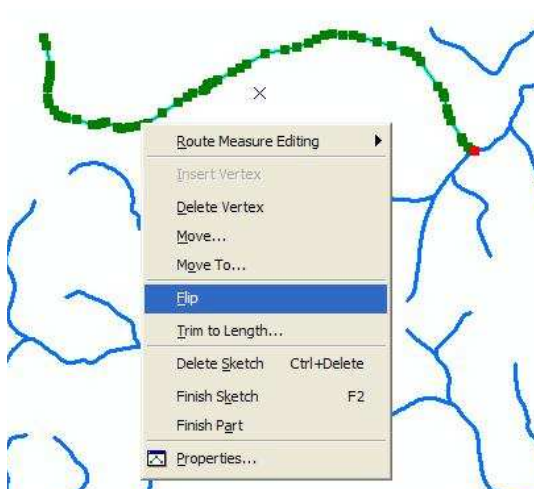 Route Measure Editing
Insert Vertex
Delete Vertex
Move...
Move To...
Flip
Trim to Length...
Delete Sketch Ctrl+Delete
Finish Sketch F2
Finish Part
Properties...